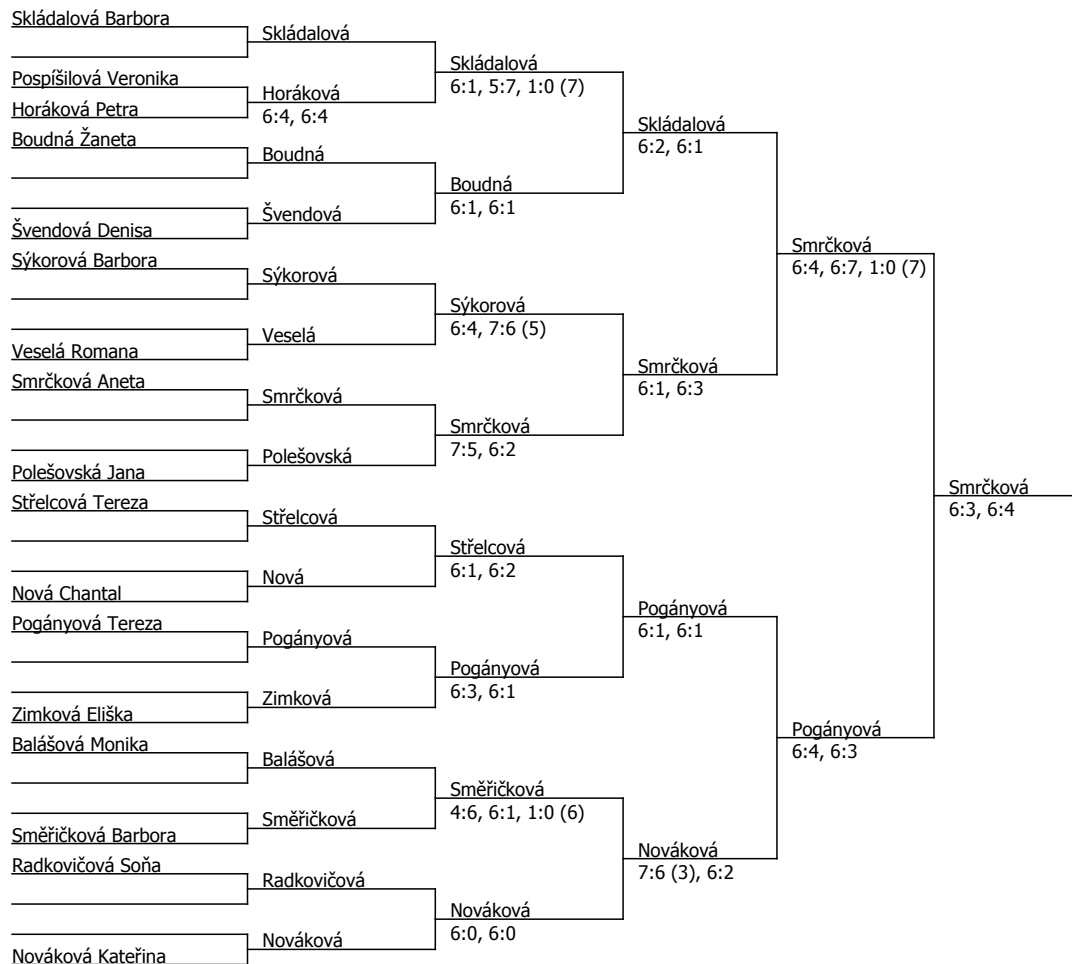 Skládalová Barbora
Pospíšilová Veronika
Horáková Petra
Boudná Žaneta
Švendová Denisa
Sýkorová Barbora
Veselá Romana
Smrčková Aneta
Polešovská Jana
Střelcová Tereza
Nová Chantal
Pogányová Tereza
Zimková Eliška
Balášová Monika
Směřičková Barbora
Radkovičová Soňa
Nováková Kateřina
Skládalová
Horáková
6:4, 6:4
Boudná
Švendová
Sýkorová
Veselá
Smrčková
Polešovská
Střelcová
Nová
Pogányová
Zimková
Balášová
Směřičková
Radkovičová
Nováková
Skládalová
6:1, 5:7, 1:0 (7)
Boudná
6:1, 6:1
Sýkorová
6:4, 7:6 (5)
Smrčková
7:5, 6:2
Střelcová
6:1, 6:2
Pogányová
6:3, 6:1
Směřičková
4:6, 6:1, 1:0 (6)
Nováková
6:0, 6:0
Skládalová
6:2, 6:1
Smrčková
6:1, 6:3
Pogányová
6:1, 6:1
Nováková
7:6 (3), 6:2
Smrčková
6:4, 6:7, 1:0 (7)
Pogányová
6:4, 6:3
Smrčková
6:3, 6:4